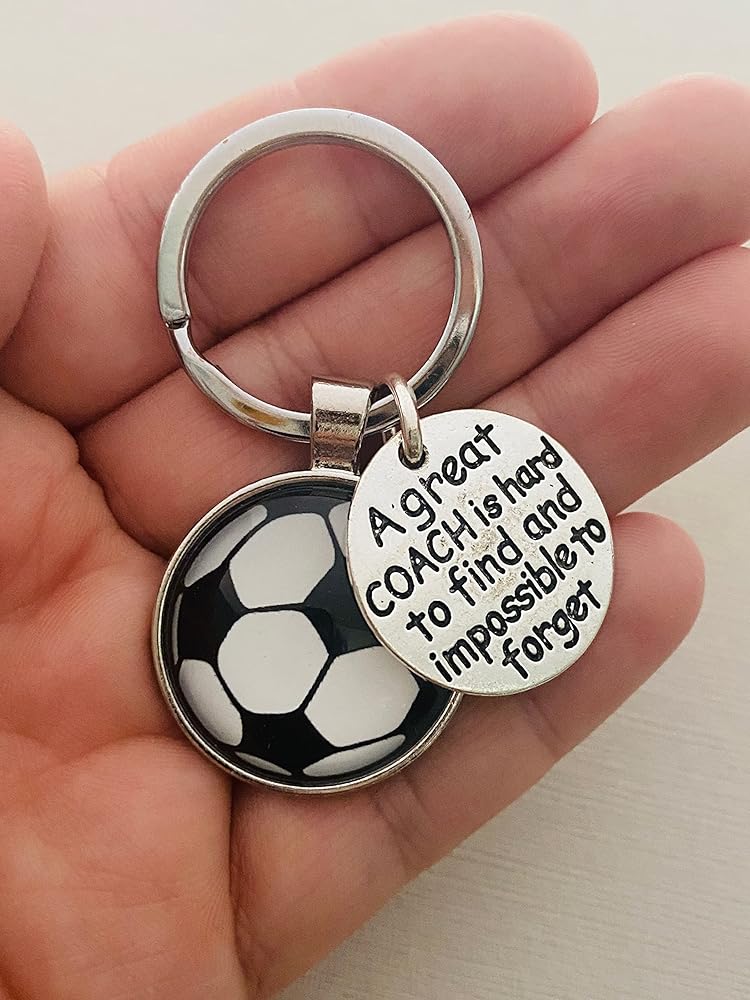 A great
COACH is hard
to find and
impossible to
forget